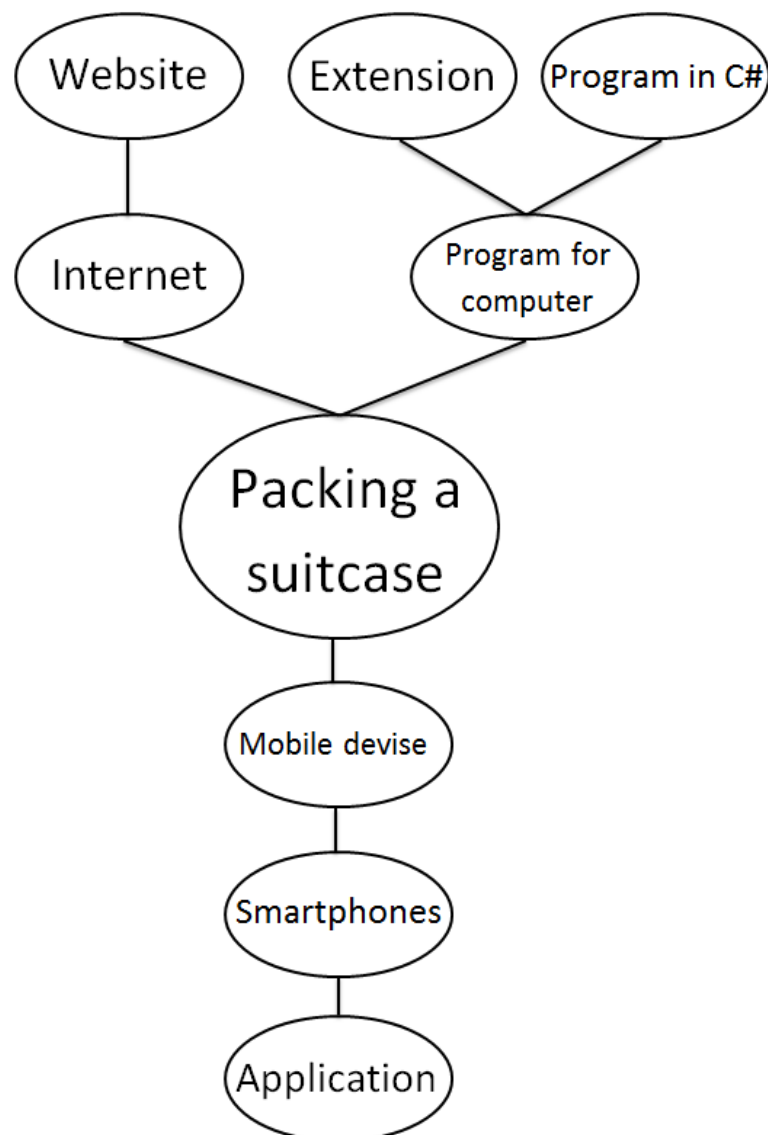 Website
Extension
Program in C#
Internet
Program for
computer
Packing a
suitcase
Mobile devise
Smartphones
Application